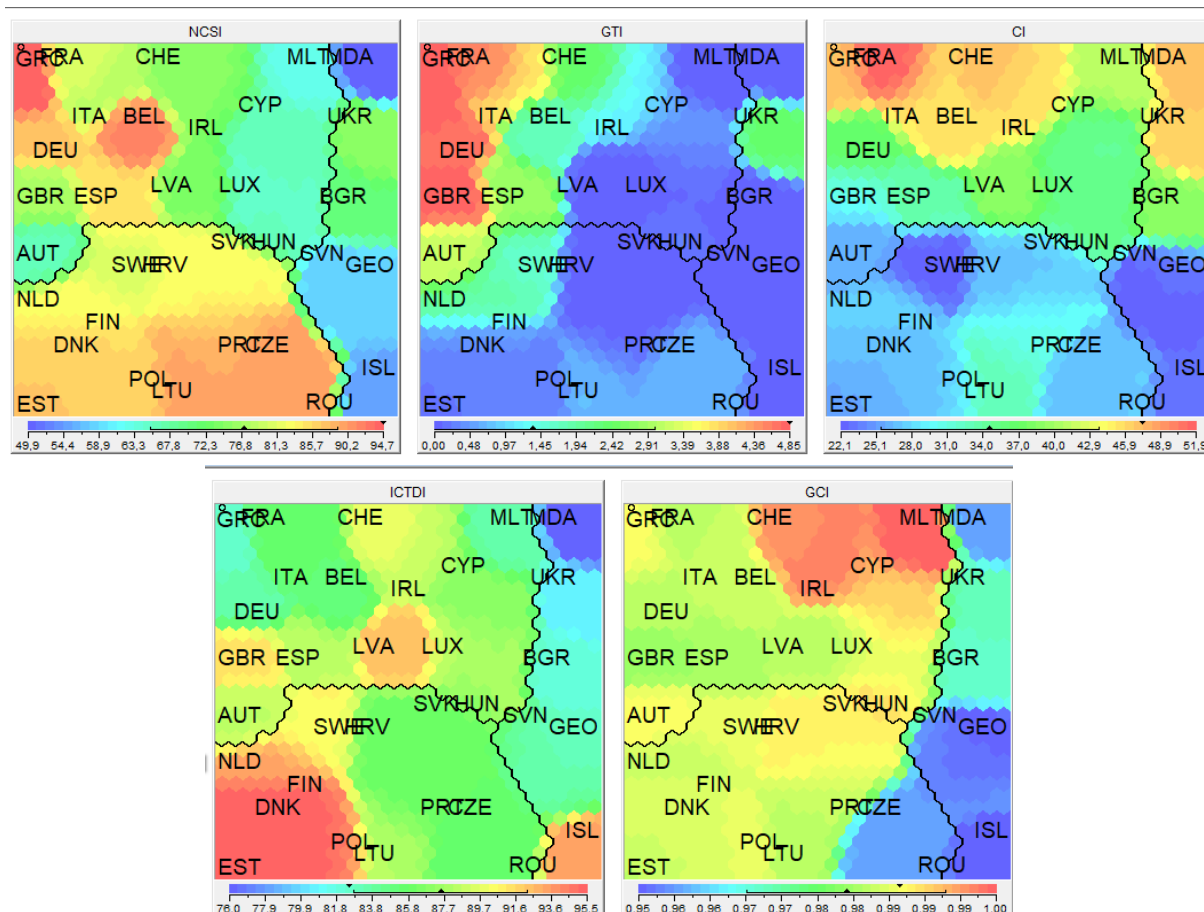 NCSI
GRC FRA CHE MLT MDA
CYP
ITA BEL UKR
IRL
DEU
GBR ESP LVA LUX BGR
AUT SVK HUN SVN
SWE HRV GEO
NLD
FIN
DNK PRT CZE
POL ISL
LTU
EST ROU
49,9 54,4 58,9 63,3 67,8 72,3 76,8 81,3 85,7 90,2 94,7
GTI
GRC FRA CHE MLT MDA
CYP
ITA BEL UKR
IRL
DEU
GBR ESP LVA LUX BGR
AUT SVK HUN SVN
SWE HRV GEO
NLD
FIN
DNK PRT CZE
POL ISL
LTU
EST ROU
0,00 0,48 0,97 1,45 1,94 2,42 2,91 3,39 3,88 4,36 4,85
CI
GRC FRA CHE MLT MDA
CYP
ITA BEL UKR
IRL
DEU
GBR ESP LVA LUX BGR
AUT SVK HUN SVN
SWE HRV GEO
NLD
FIN
DNK PRT CZE
POL ISL
LTU
EST ROU
22,1 25,1 28,0 31,0 34,0 37,0 40,0 42,9 45,9 48,9 51,9
ICTDI
GRC FRA CHE MLT MDA
CYP
ITA BEL UKR
IRL
DEU
GBR ESP LVA LUX BGR
AUT SVK HUN SVN
SWE HRV GEO
NLD
FIN
DNK PRT CZE
POL ISL
LTU
EST ROU
76,0 77,9 79,9 81,8 83,8 85,8 87,7 89,7 91,6 93,6 95,5
GCI
GRC FRA CHE MLT MDA
CYP
ITA BEL UKR
IRL
DEU
GBR ESP LVA LUX BGR
AUT SVK HUN SVN
SWE HRV GEO
NLD
FIN
DNK PRT CZE
POL ISL
LTU
EST ROU
0,95 0,96 0,96 0,97 0,97 0,98 0,98 0,99 0,99 1,00